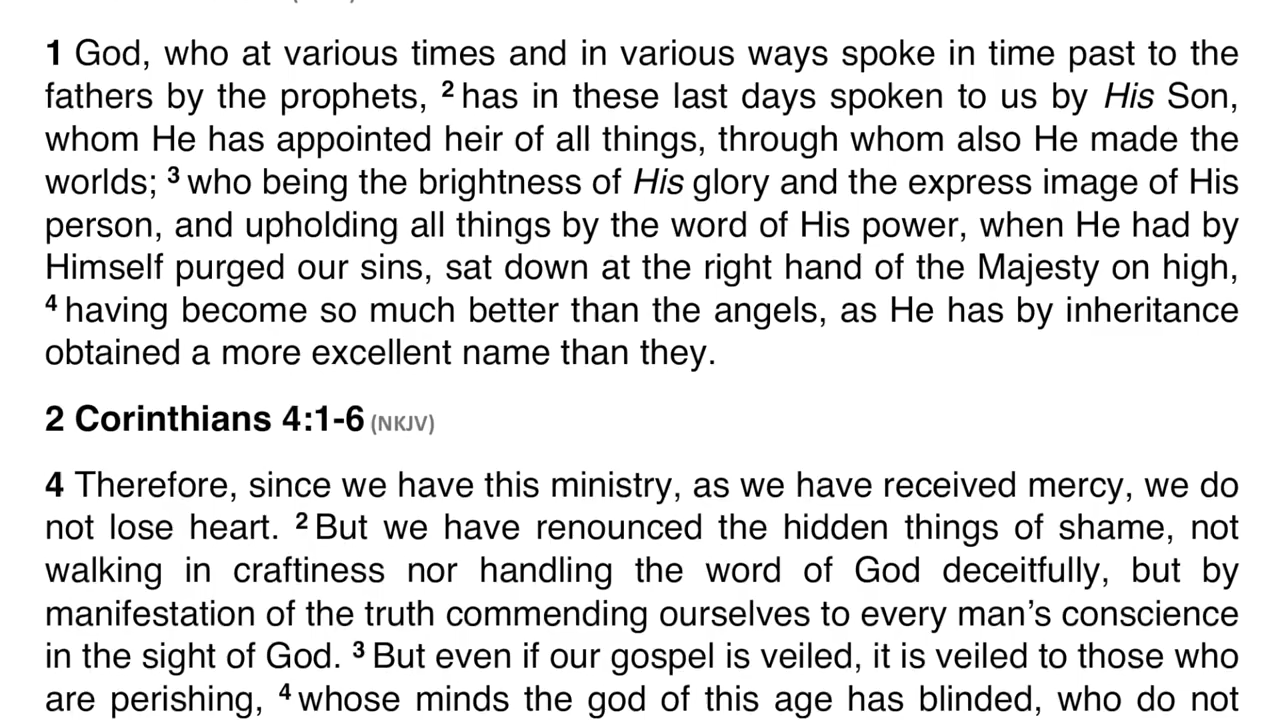 1 God, who at various times and in various ways spoke in time past to the
fathers by the prophets, 2 has in these last days spoken to us by His Son,
whom He has appointed heir of all things, through whom also He made the
worlds; 3 who being the brightness of His glory and the express image of His
person, and upholding all things by the word of His power, when He had by
Himself purged our sins, sat down at the right hand of the Majesty on high,
4 having become so much better than the angels, as He has by inheritance
obtained a more excellent name than they.
2 Corinthians 4:1-6 (NKJV)
4 Therefore, since we have this ministry, as we have received mercy, we do
not lose heart. 2 But we have renounced the hidden things of shame, not
walking in craftiness nor handling the word of God deceitfully, but by
manifestation of the truth commending ourselves to every man’s conscience
in the sight of God. 3 But even if our gospel is veiled, it is veiled to those who
are perishing, 4 whose minds the god of this age has blinded, who do not